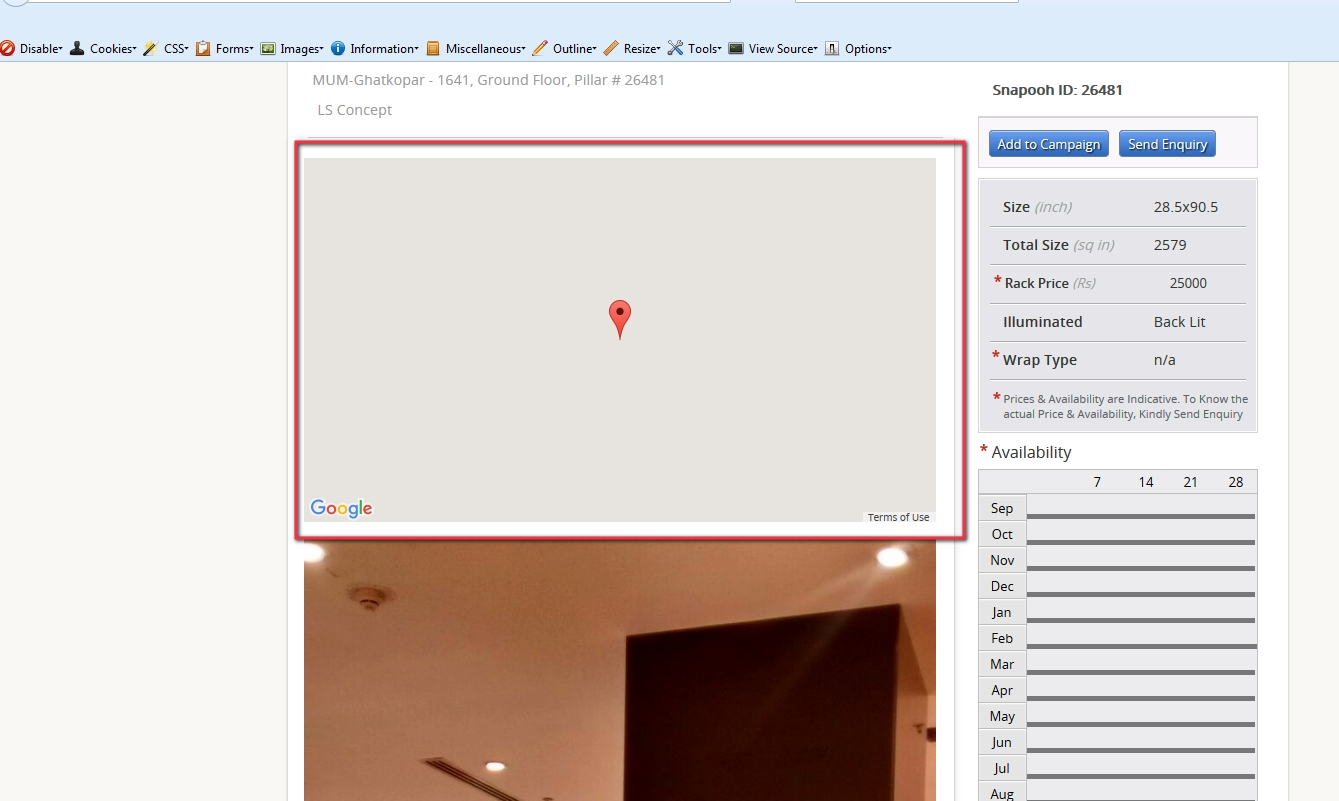 Disable Cookies CSS Forms Images Information Miscellaneous Outline Resize Tools View Source Options
MUM-Ghatkopar - 1641, Ground Floor, Pillar # 26481
LS Concept
Google
Terms of Use
Snapooh ID: 26481
Add to Campaign Send Enquiry
Size (inch) 28.5x90.5
Total Size (sq in) 2579
* Rack Price (Rs) 25000
Illuminated Back Lit
* Wrap Type n/a
* Prices & Availability are Indicative. To Know the
actual Price & Availability, Kindly Send Enquiry
* Availability
7 14 21 28
Sep
Oct
Nov
Dec
Jan
Feb
Mar
Apr
May
Jun
Jul
Aug